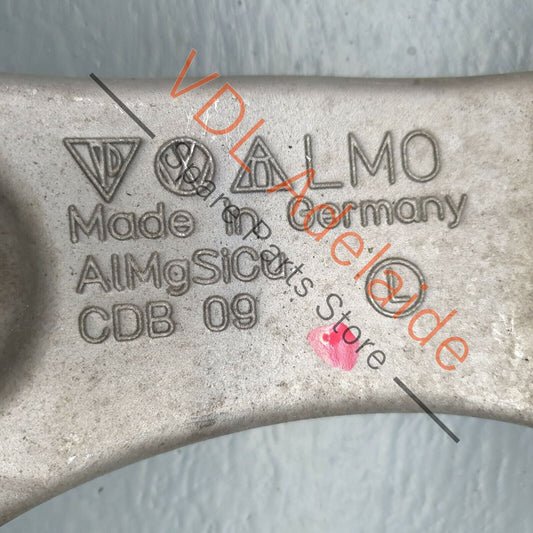 ALMO
Made in Germany
AlMgSiCu
CDB 09
L
VDL Adelaide
Spare Parts Store